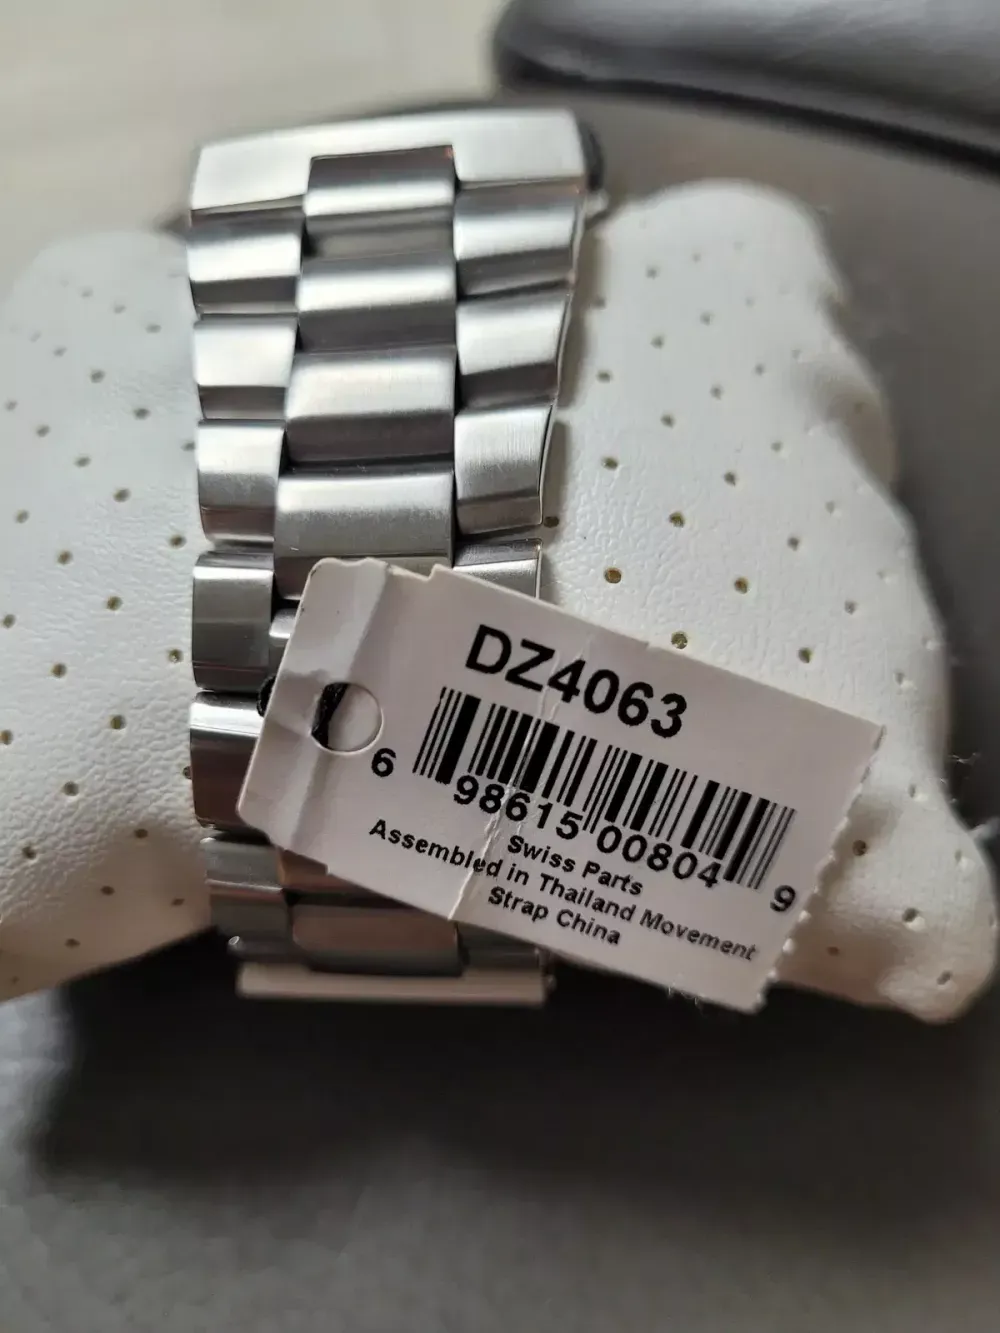 DZ4063
6 98615 00804 9
Swiss Parts
Assembled in Thailand Movement
Strap China